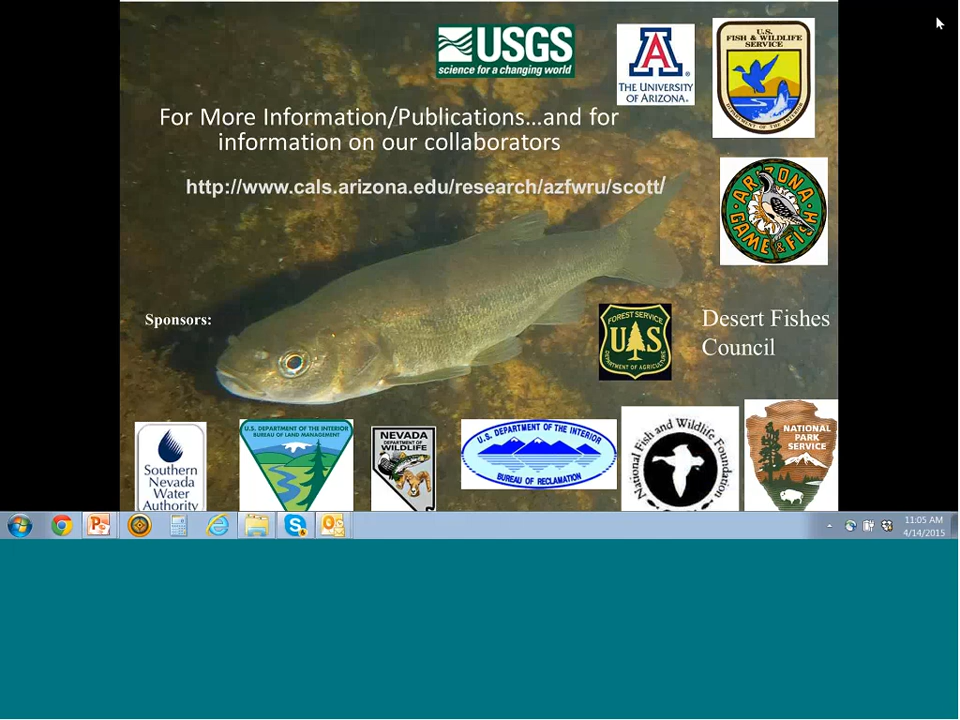 USGS
science for a changing world
A
THE UNIVERSITY
OF ARIZONA®
U.S.
FISH & WILDLIFE
SERVICE
DEPARTMENT OF THE INTERIOR
For More Information/Publications...and for
information on our collaborators
http://www.cals.arizona.edu/research/azfwru/scott/
ARIZONA
GAME & FISH
Sponsors:
FOREST SERVICE
U S
DEPARTMENT OF AGRICULTURE
Desert Fishes
Council
Southern
Nevada
Water
Authority
U.S. DEPARTMENT OF THE INTERIOR
BUREAU OF LAND MANAGEMENT
NEVADA
DEPARTMENT OF
WILDLIFE
U.S. DEPARTMENT OF THE INTERIOR
BUREAU OF RECLAMATION
National Fish and Wildlife Foundation
NATIONAL
PARK
SERVICE
11:05 AM
4/14/2015